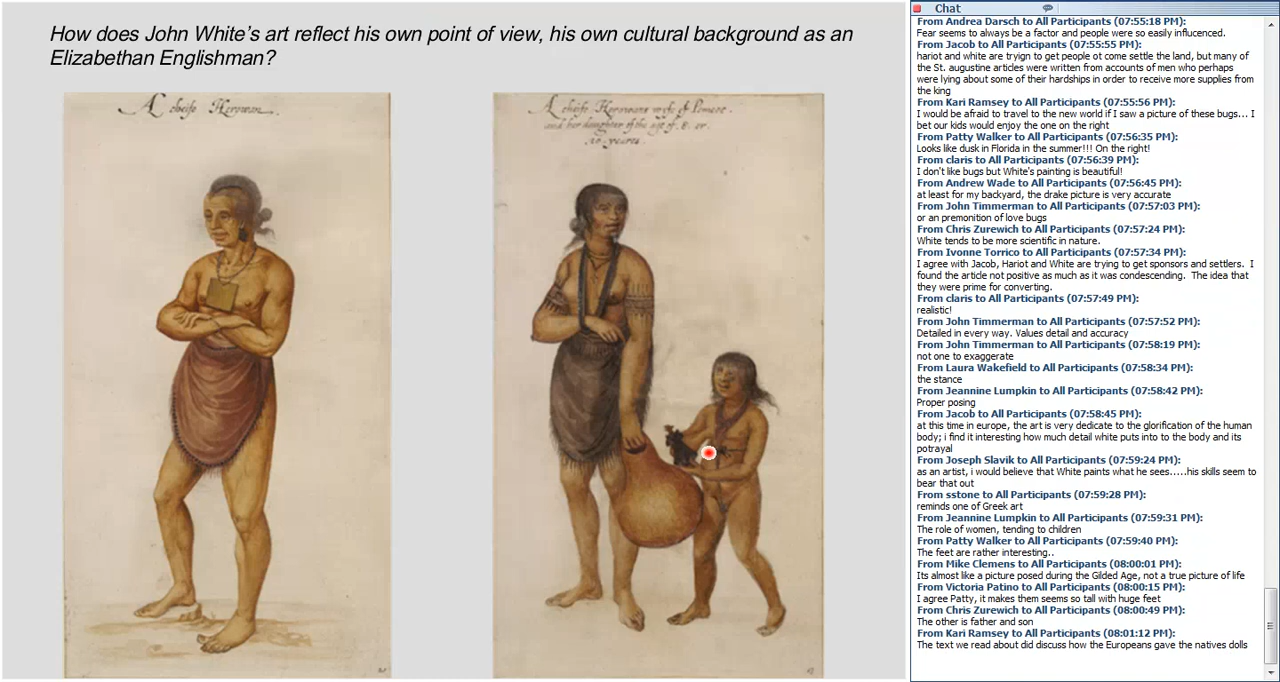 How does John White's art reflect his own point of view, his own cultural background as an
Elizabethan Englishman?
A cheife Herowan.
A cheife Herowans wyfe of Pomeoc.
and her daughter of the age of . 8 . or .
. 10 . yeares .
Chat
From Andrea Darsch to All Participants (07:55:18 PM):
Fear seems to always be a factor and people were so easily influcenced.
From Jacob to All Participants (07:55:55 PM):
hariot and white are tryign to get people ot come settle the land, but many of
the St. augustine articles were written from accounts of men who perhaps
were lying about some of their hardships in order to receive more supplies from
the king
From Kari Ramsey to All Participants (07:55:56 PM):
I would be afraid to travel to the new world if I saw a picture of these bugs... I
bet our kids would enjoy the one on the right
From Patty Walker to All Participants (07:56:35 PM):
Looks like dusk in Florida in the summer!!! On the right!
From claris to All Participants (07:56:39 PM):
I don't like bugs but White's painting is beautiful!
From Andrew Wade to All Participants (07:56:45 PM):
at least for my backyard, the drake picture is very accurate
From John Timmerman to All Participants (07:57:03 PM):
or an premonition of love bugs
From Chris Zurewich to All Participants (07:57:24 PM):
White tends to be more scientific in nature.
From Ivonne Torrico to All Participants (07:57:34 PM):
I agree with Jacob, Hariot and White are trying to get sponsors and settlers. I
found the article not positive as much as it was condescending. The idea that
they were prime for converting.
From claris to All Participants (07:57:49 PM):
realistic!
From John Timmerman to All Participants (07:57:52 PM):
Detailed in every way. Values detail and accuracy
From John Timmerman to All Participants (07:58:19 PM):
not one to exaggerate
From Laura Wakefield to All Participants (07:58:34 PM):
the stance
From Jeannine Lumpkin to All Participants (07:58:42 PM):
Proper posing
From Jacob to All Participants (07:58:45 PM):
at this time in europe, the art is very dedicate to the glorification of the human
body; i find it interesting how much detail white puts into to the body and its
portrayal
From Joseph Slavik to All Participants (07:59:24 PM):
as an artist, i would believe that White paints what he sees.....his skills seem to
bear that out
From sstone to All Participants (07:59:28 PM):
reminds one of Greek art
From Jeannine Lumpkin to All Participants (07:59:31 PM):
The role of women, tending to children
From Patty Walker to All Participants (07:59:40 PM):
The feet are rather interesting..
From Mike Clemens to All Participants (08:00:01 PM):
Its almost like a picture posed during the Gilded Age, not a true picture of life
From Victoria Patino to All Participants (08:00:15 PM):
I agree Patty, it makes them seems so tall with huge feet
From Chris Zurewich to All Participants (08:00:49 PM):
The other is father and son
From Kari Ramsey to All Participants (08:01:12 PM):
The text we read about did discuss how the Europeans gave the natives dolls